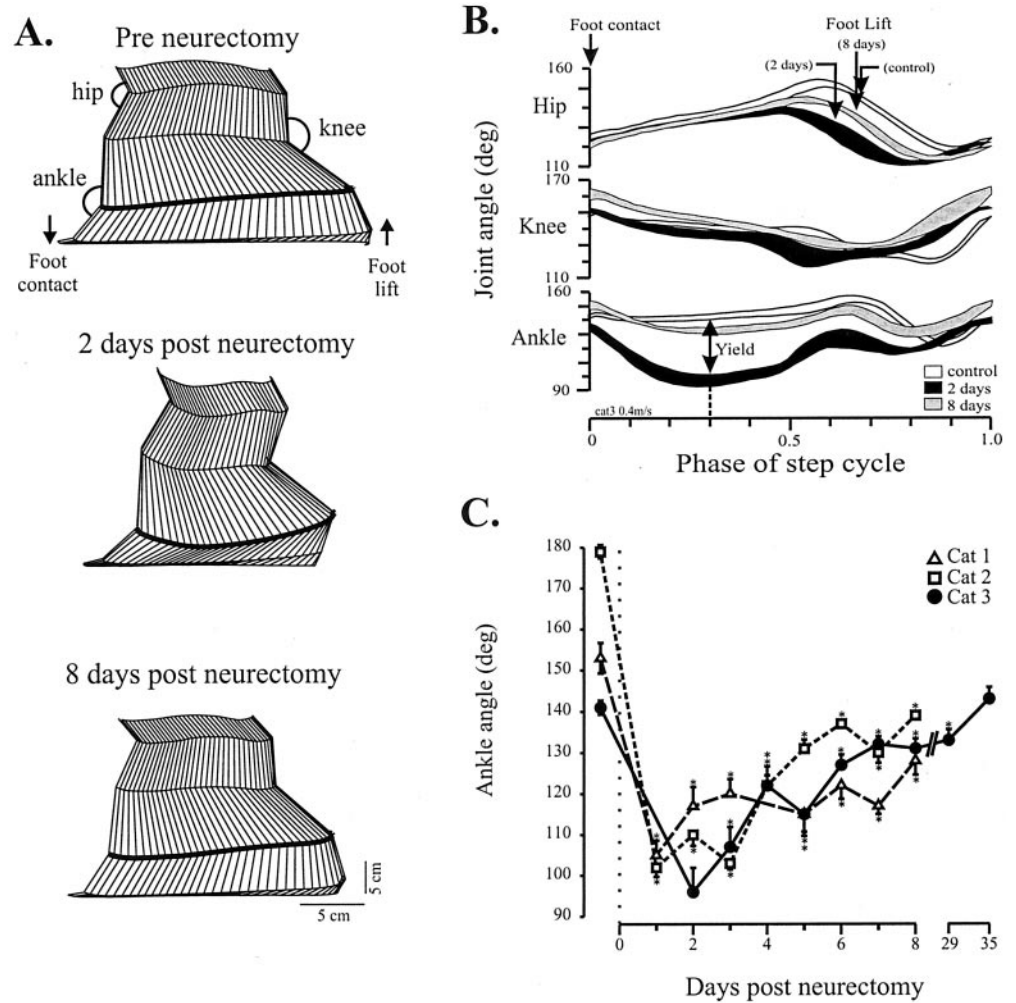 A.
Pre neurectomy
hip
knee
ankle
Foot
contact
Foot
lift
2 days post neurectomy
8 days post neurectomy
5 cm
5 cm
B.
Foot contact
Foot Lift
(8 days)
(2 days)
(control)
160
Hip
110
170
Knee
110
160
Ankle
90
Joint angle (deg)
Yield
control
2 days
8 days
cat3 0.4m/s
0
0.5
1.0
Phase of step cycle
C.
180
170
160
150
140
130
120
110
100
90
Ankle angle (deg)
Cat 1
Cat 2
Cat 3
0
2
4
6
8
29
35
Days post neurectomy